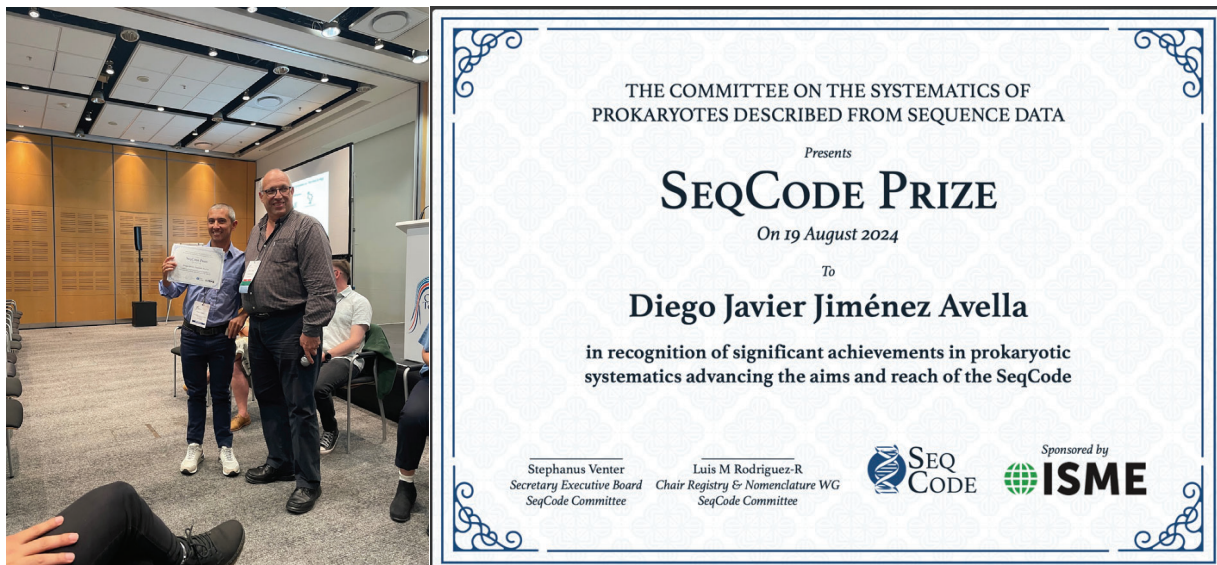 THE COMMITTEE ON THE SYSTEMATICS OF
PROKARYOTES DESCRIBED FROM SEQUENCE DATA
Presents
SEQCODE PRIZE
On 19 August 2024
To
Diego Javier Jiménez Avella
in recognition of significant achievements in prokaryotic
systematics advancing the aims and reach of the SeqCode
Stephanus Venter
Secretary Executive Board
SeqCode Committee
Luis M Rodriguez-R
Chair Registry & Nomenclature WG
SeqCode Committee
SEQ
CODE
Sponsored by
ISME